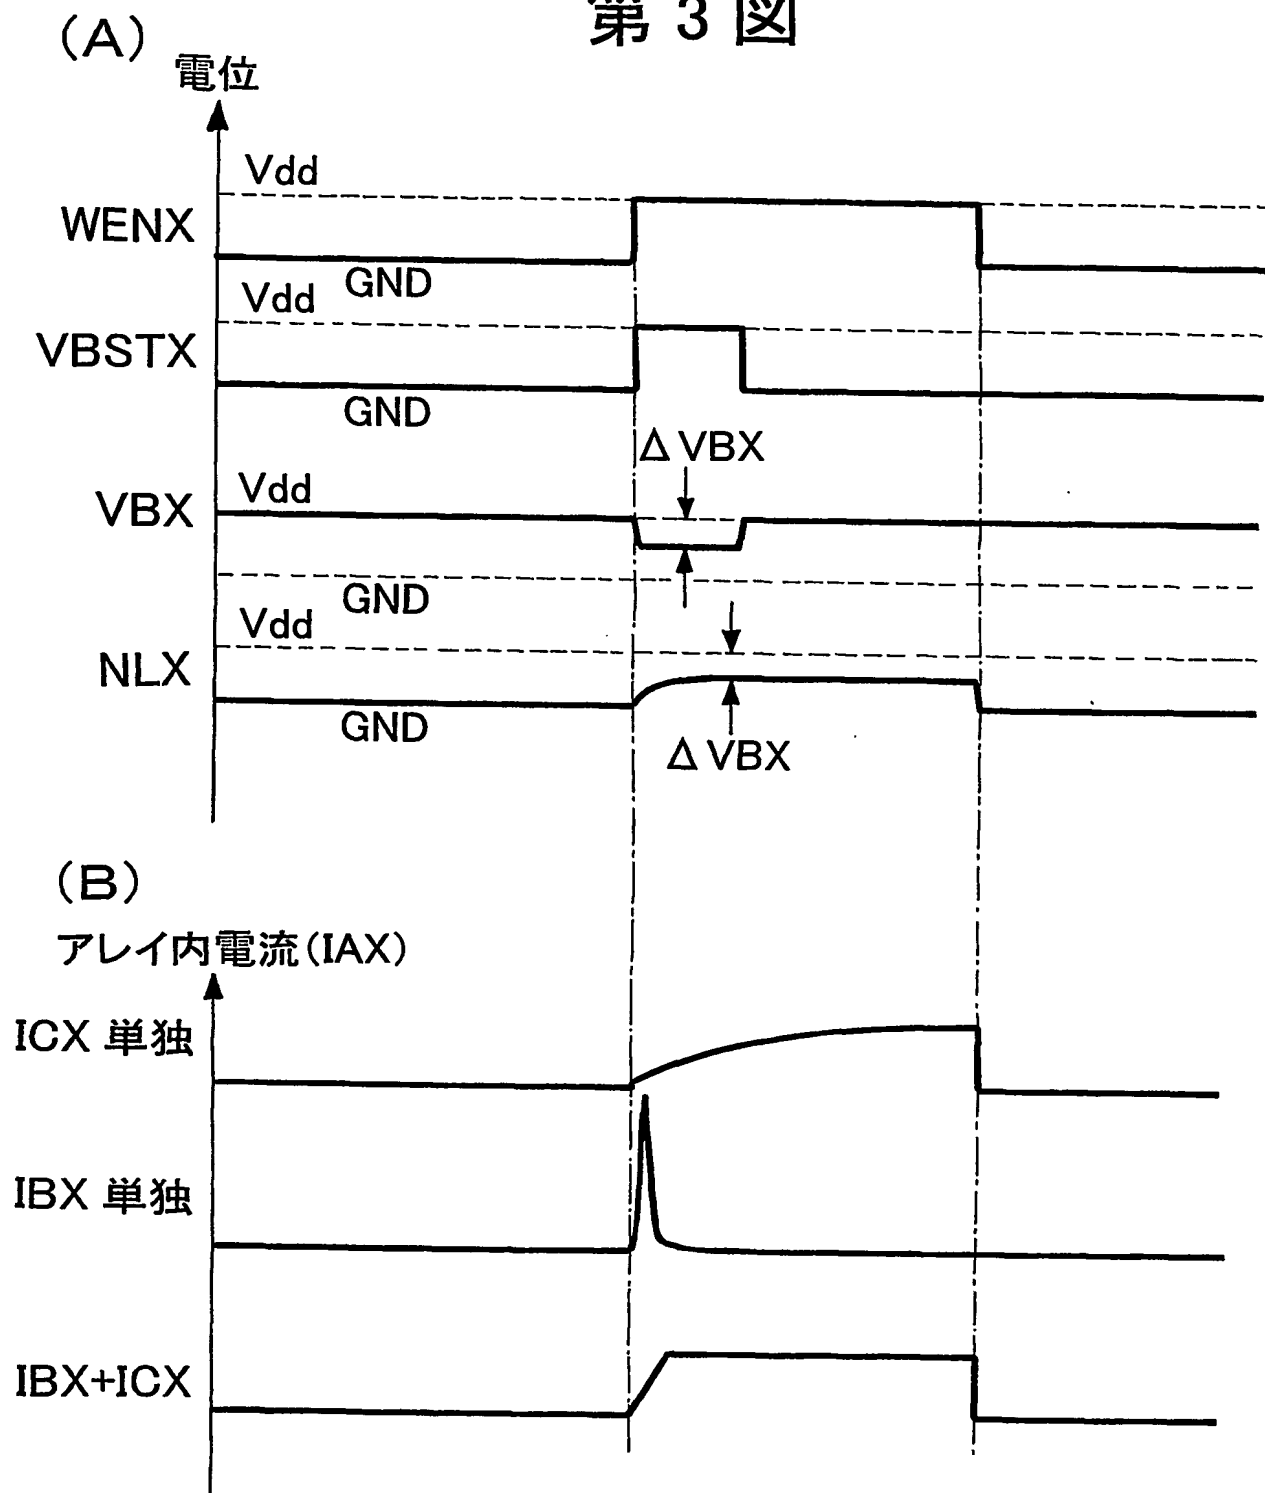 第3図
(A)
電位
Vdd
WENX
GND
Vdd
VBSTX
GND
ΔVBX
Vdd
VBX
GND
Vdd
NLX
GND
ΔVBX
(B)
アレイ内電流(IAX)
ICX 単独
IBX 単独
IBX+ICX